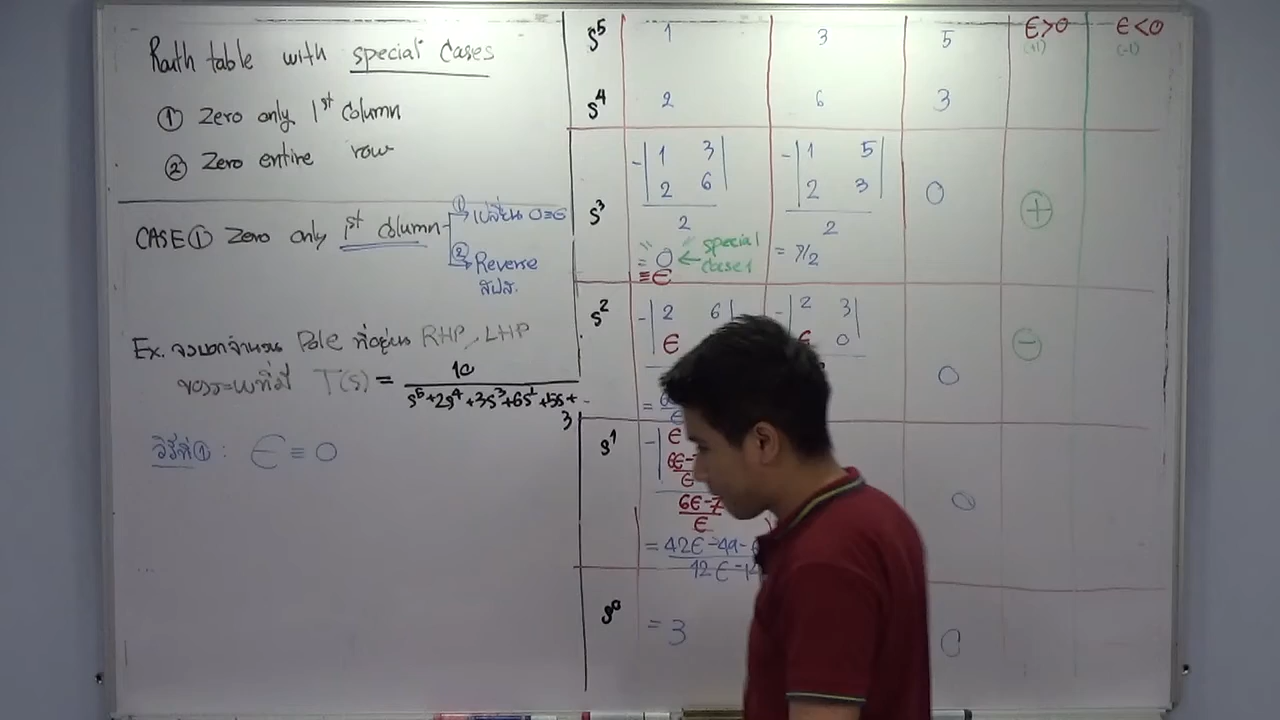 Routh table with special cases
① Zero only 1st column
② Zero entire row
CASE① Zero only 1st column
① เปลี่ยน 0≡ϵ
② Reverse
สปส.
Ex. จงบอกจำนวน Pole ที่อยู่บน RHP, LHP
ของระบบที่มี T(s) = 10
s⁵+2s⁴+3s³+6s²+5s+3
วิธีที่①: ϵ ≡ 0
s⁵ 1 3 5 ϵ>0 ϵ<0
(+1) (-1)
s⁴ 2 6 3
s³
-| 1 3 | -| 1 5 |
| 2 6 | | 2 3 | 0 +
2 2
= 0 ← special case 1 = 7/2
≡ϵ
s²
-| 2 6 | -| 2 3 |
ϵ ϵ 0 −
0
s¹
-| ϵ
6ϵ-7
ϵ 0
6ϵ-7
ϵ
= 42ϵ-49-
12ϵ-14
s⁰ = 3 0